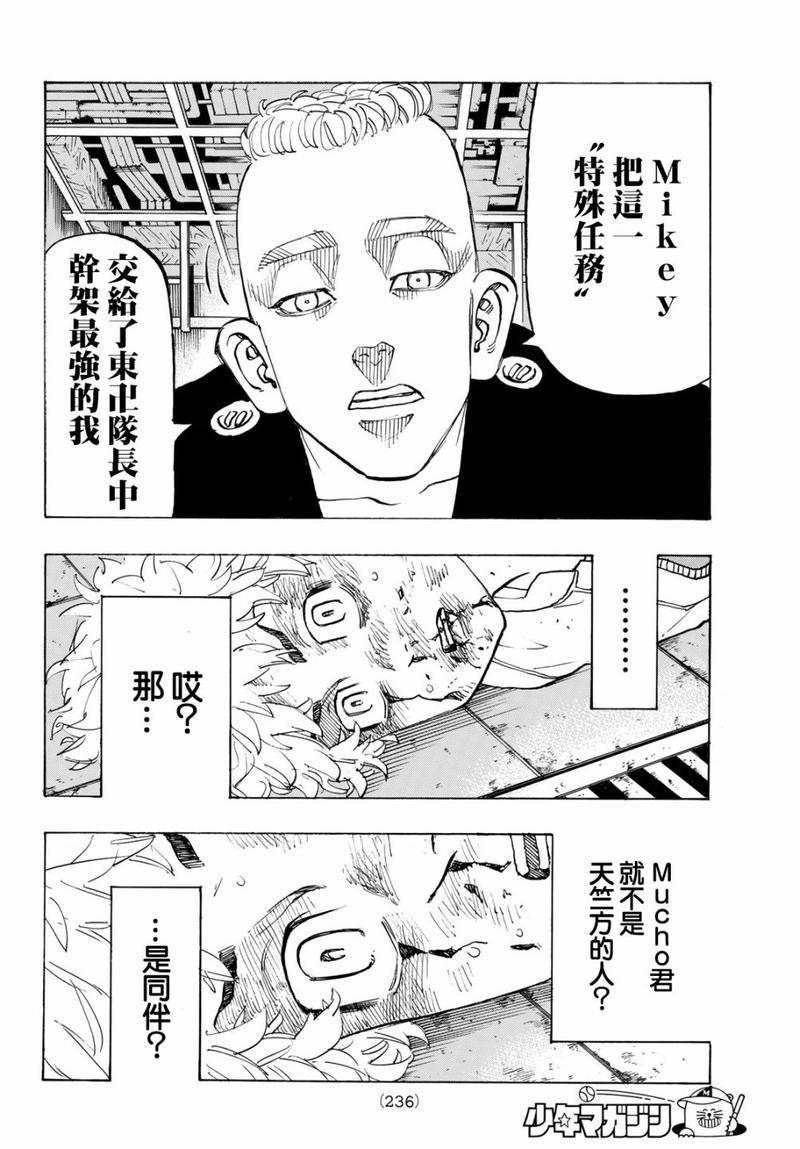 Mikey
把這一
〝特殊任務〟
交給了東卍隊長中
幹架最強的我
………
哎？
那…
Mucho君
就不是
天竺方的人？
…是同伴？
(236)
少年マガジン